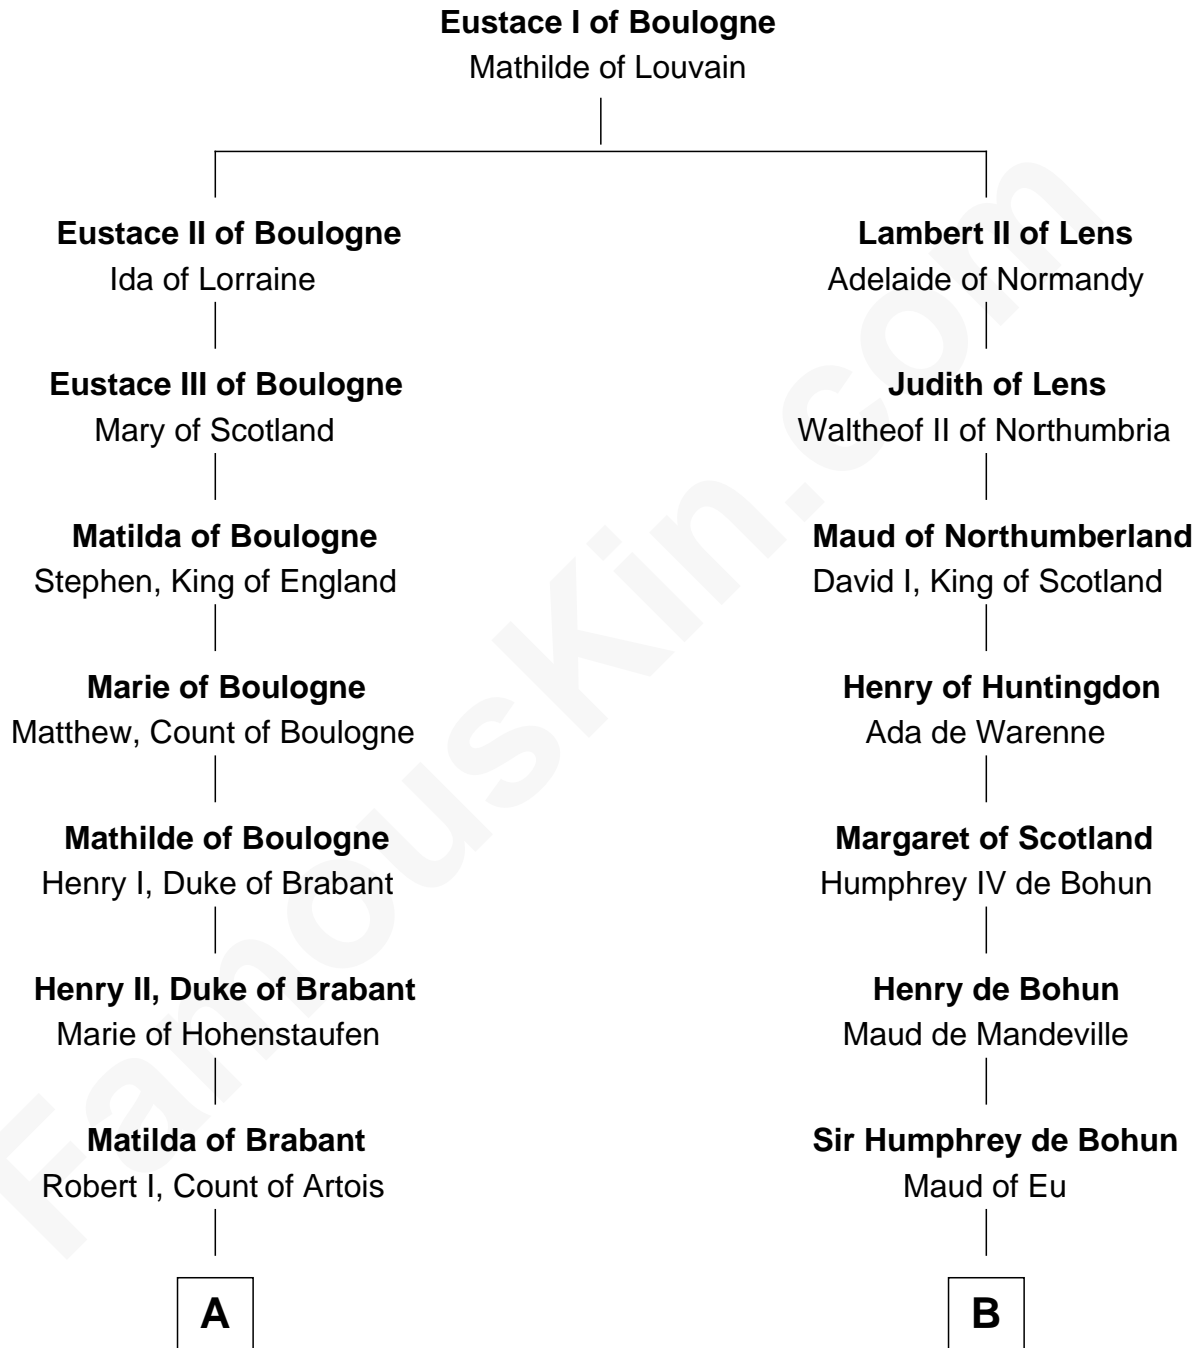 Eustace I of Boulogne
Mathilde of Louvain
Eustace II of Boulogne
Ida of Lorraine
Lambert II of Lens
Adelaide of Normandy
Eustace III of Boulogne
Mary of Scotland
Judith of Lens
Waltheof II of Northumbria
Matilda of Boulogne
Stephen, King of England
Maud of Northumberland
David I, King of Scotland
Marie of Boulogne
Matthew, Count of Boulogne
Henry of Huntingdon
Ada de Warenne
Mathilde of Boulogne
Henry I, Duke of Brabant
Margaret of Scotland
Humphrey IV de Bohun
Henry II, Duke of Brabant
Marie of Hohenstaufen
Henry de Bohun
Maud de Mandeville
Matilda of Brabant
Robert I, Count of Artois
Sir Humphrey de Bohun
Maud of Eu
A
B
FamousKin.com